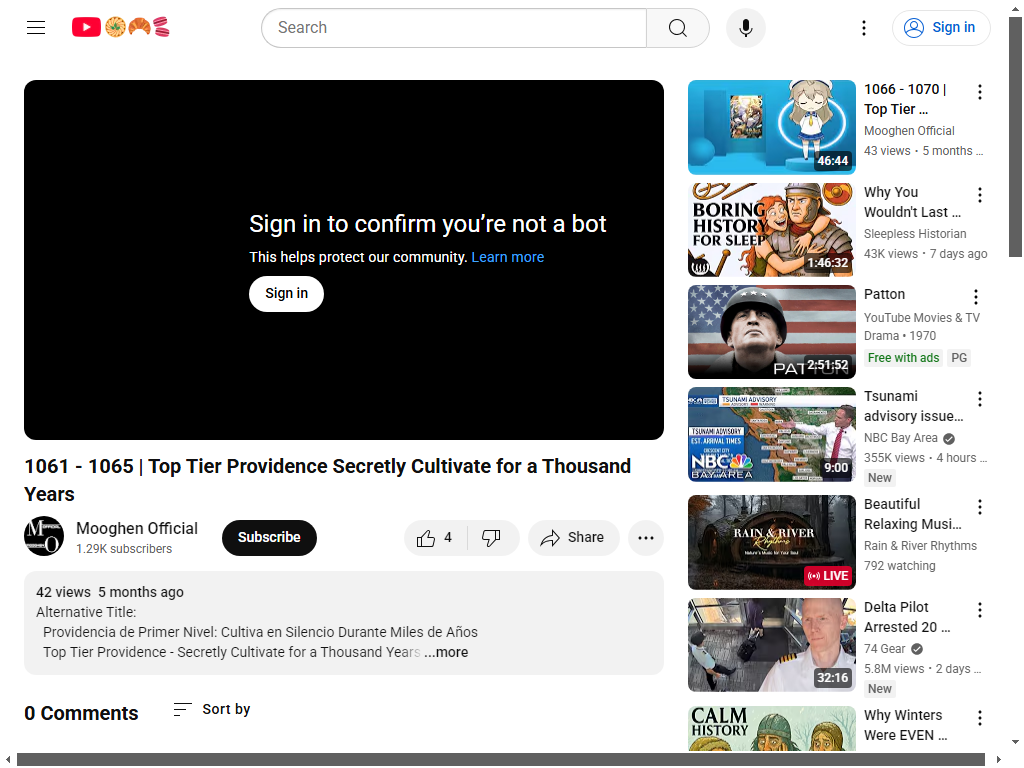 Search
Sign in
Sign in to confirm you’re not a bot
This helps protect our community. Learn more
Sign in
1061 - 1065 | Top Tier Providence Secretly Cultivate for a Thousand
Years
Mooghen Official
1.29K subscribers
Subscribe
4
Share
42 views 5 months ago
Alternative Title:
Providencia de Primer Nivel: Cultiva en Silencio Durante Miles de Años
Top Tier Providence - Secretly Cultivate for a Thousand Years ...more
0 Comments
Sort by
46:44
1066 - 1070 |
Top Tier ...
Mooghen Official
43 views • 5 months ...
BORING
HISTORY
FOR SLEEP
1:46:32
Why You
Wouldn't Last ...
Sleepless Historian
43K views • 7 days ago
PATTON
2:51:52
Patton
YouTube Movies & TV
Drama • 1970
Free with ads
PG
TSUNAMI ADVISORY
TSUNAMI ADVISORY
EST. ARRIVAL TIMES
NBC
BAY AREA
9:00
Tsunami
advisory issue...
NBC Bay Area
355K views • 4 hours ...
New
RAIN & RIVER
Rhythms
Nature's Music for Your Soul
LIVE
Beautiful
Relaxing Musi...
Rain & River Rhythms
792 watching
32:16
Delta Pilot
Arrested 20 ...
74 Gear
5.8M views • 2 days ...
New
CALM
HISTORY
Why Winters
Were EVEN ...